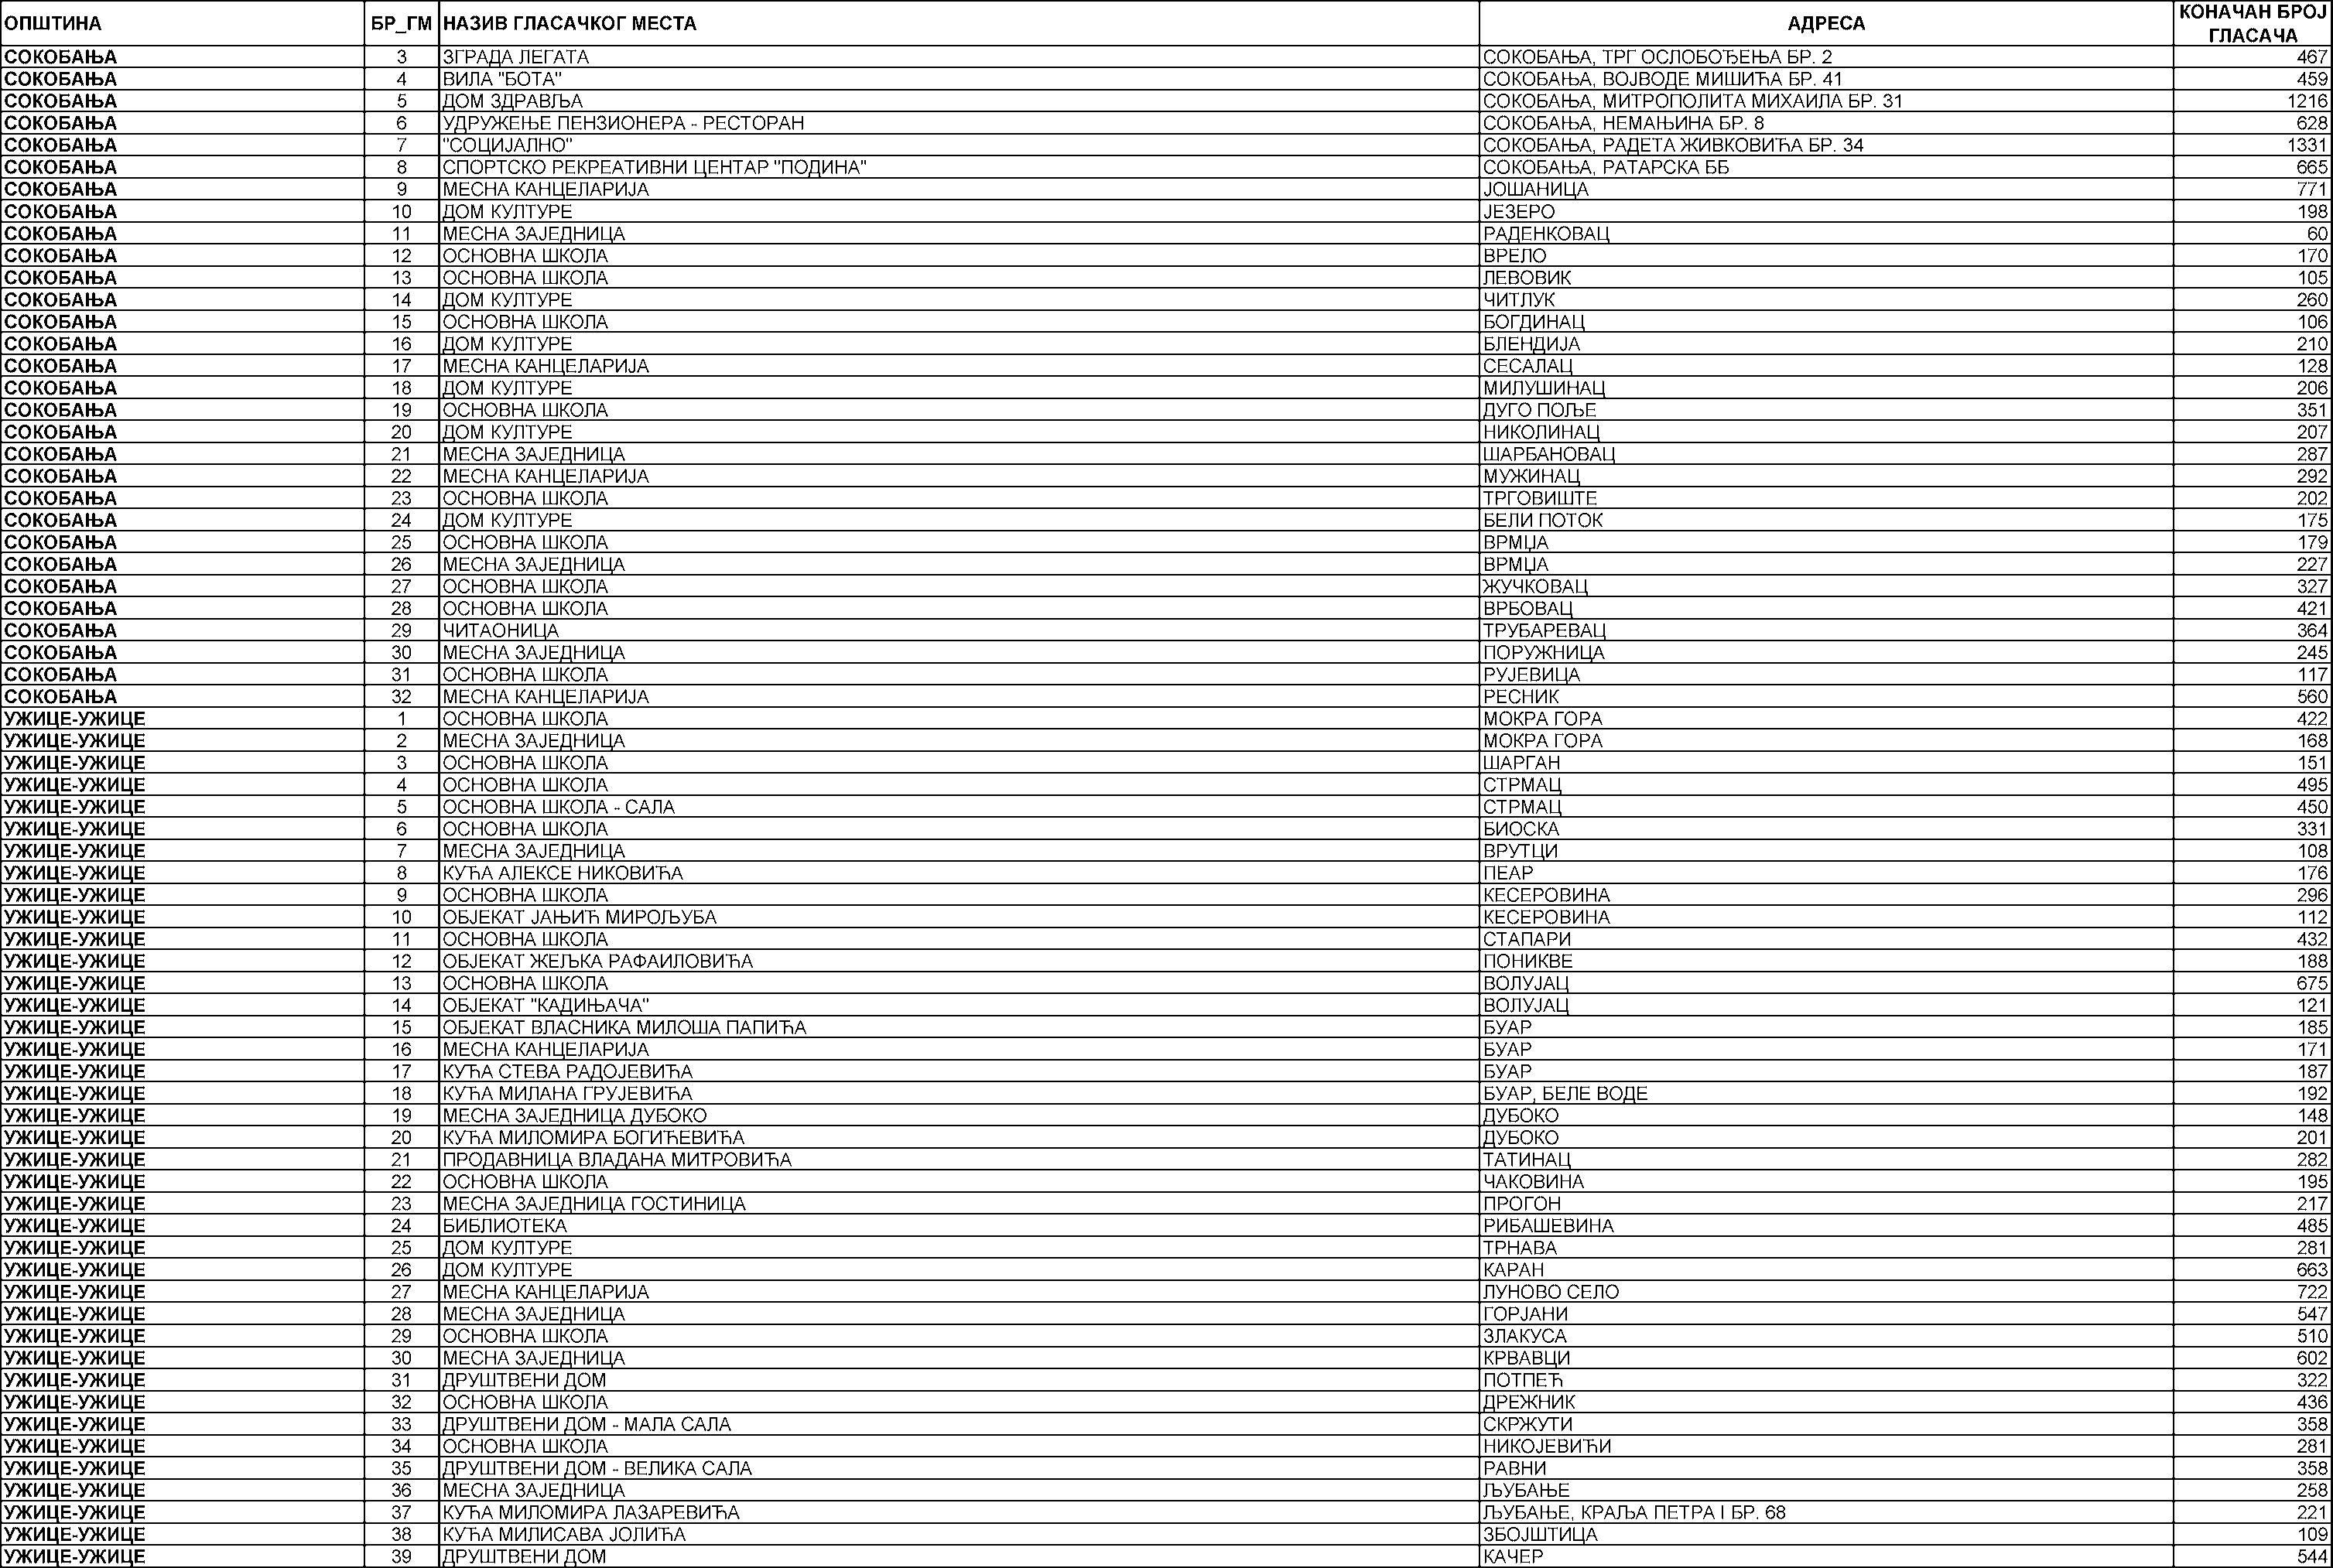 ОПШТИНА БР_ГМ НАЗИВ ГЛАСАЧКОГ МЕСТА АДРЕСА КОНАЧАН БРОЈ ГЛАСАЧА
СОКОБАЊА 3 ЗГРАДА ЛЕГАТА СОКОБАЊА, ТРГ ОСЛОБОЂЕЊА БР. 2 467
СОКОБАЊА 4 ВИЛА "БОТА" СОКОБАЊА, ВОЈВОДЕ МИШИЋА БР. 41 459
СОКОБАЊА 5 ДОМ ЗДРАВЉА СОКОБАЊА, МИТРОПОЛИТА МИХАИЛА БР. 31 1216
СОКОБАЊА 6 УДРУЖЕЊЕ ПЕНЗИОНЕРА - РЕСТОРАН СОКОБАЊА, НЕМАЊИНА БР. 8 628
СОКОБАЊА 7 "СОЦИЈАЛНО" СОКОБАЊА, РАДЕТА ЖИВКОВИЋА БР. 34 1331
СОКОБАЊА 8 СПОРТСКО РЕКРЕАТИВНИ ЦЕНТАР "ПОДИНА" СОКОБАЊА, РАТАРСКА ББ 665
СОКОБАЊА 9 МЕСНА КАНЦЕЛАРИЈА ЈОШАНИЦА 771
СОКОБАЊА 10 ДОМ КУЛТУРЕ ЈЕЗЕРО 198
СОКОБАЊА 11 МЕСНА ЗАЈЕДНИЦА РАДЕНКОВАЦ 60
СОКОБАЊА 12 ОСНОВНА ШКОЛА ВРЕЛО 170
СОКОБАЊА 13 ОСНОВНА ШКОЛА ЛЕВОВИК 105
СОКОБАЊА 14 ДОМ КУЛТУРЕ ЧИТЛУК 260
СОКОБАЊА 15 ОСНОВНА ШКОЛА БОГДИНАЦ 106
СОКОБАЊА 16 ДОМ КУЛТУРЕ БЛЕНДИЈА 210
СОКОБАЊА 17 МЕСНА КАНЦЕЛАРИЈА СЕСАЛАЦ 128
СОКОБАЊА 18 ДОМ КУЛТУРЕ МИЛУШИНАЦ 206
СОКОБАЊА 19 ОСНОВНА ШКОЛА ДУГО ПОЉЕ 351
СОКОБАЊА 20 ДОМ КУЛТУРЕ НИКОЛИНАЦ 207
СОКОБАЊА 21 МЕСНА ЗАЈЕДНИЦА ШАРБАНОВАЦ 287
СОКОБАЊА 22 МЕСНА КАНЦЕЛАРИЈА МУЖИНАЦ 292
СОКОБАЊА 23 ОСНОВНА ШКОЛА ТРГОВИШТЕ 202
СОКОБАЊА 24 ДОМ КУЛТУРЕ БЕЛИ ПОТОК 175
СОКОБАЊА 25 ОСНОВНА ШКОЛА ВРМЏА 179
СОКОБАЊА 26 МЕСНА ЗАЈЕДНИЦА ВРМЏА 227
СОКОБАЊА 27 ОСНОВНА ШКОЛА ЖУЧКОВАЦ 327
СОКОБАЊА 28 ОСНОВНА ШКОЛА ВРБОВАЦ 421
СОКОБАЊА 29 ЧИТАОНИЦА ТРУБАРЕВАЦ 364
СОКОБАЊА 30 МЕСНА ЗАЈЕДНИЦА ПОРУЖНИЦА 245
СОКОБАЊА 31 ОСНОВНА ШКОЛА РУЈЕВИЦА 117
СОКОБАЊА 32 МЕСНА КАНЦЕЛАРИЈА РЕСНИК 560
УЖИЦЕ-УЖИЦЕ 1 ОСНОВНА ШКОЛА МОКРА ГОРА 422
УЖИЦЕ-УЖИЦЕ 2 МЕСНА ЗАЈЕДНИЦА МОКРА ГОРА 168
УЖИЦЕ-УЖИЦЕ 3 ОСНОВНА ШКОЛА ШАРГАН 151
УЖИЦЕ-УЖИЦЕ 4 ОСНОВНА ШКОЛА СТРМАЦ 495
УЖИЦЕ-УЖИЦЕ 5 ОСНОВНА ШКОЛА - САЛА СТРМАЦ 450
УЖИЦЕ-УЖИЦЕ 6 ОСНОВНА ШКОЛА БИОСКА 331
УЖИЦЕ-УЖИЦЕ 7 МЕСНА ЗАЈЕДНИЦА ВРУТЦИ 108
УЖИЦЕ-УЖИЦЕ 8 КУЋА АЛЕКСЕ НИКОВИЋА ПЕАР 176
УЖИЦЕ-УЖИЦЕ 9 ОСНОВНА ШКОЛА КЕСЕРОВИНА 296
УЖИЦЕ-УЖИЦЕ 10 ОБЈЕКАТ ЈАЊИЋ МИРОЉУБА КЕСЕРОВИНА 112
УЖИЦЕ-УЖИЦЕ 11 ОСНОВНА ШКОЛА СТАПАРИ 432
УЖИЦЕ-УЖИЦЕ 12 ОБЈЕКАТ ЖЕЉКА РАФАИЛОВИЋА ПОНИКВЕ 188
УЖИЦЕ-УЖИЦЕ 13 ОСНОВНА ШКОЛА ВОЛУЈАЦ 675
УЖИЦЕ-УЖИЦЕ 14 ОБЈЕКАТ "КАДИЊАЧА" ВОЛУЈАЦ 121
УЖИЦЕ-УЖИЦЕ 15 ОБЈЕКАТ ВЛАСНИКА МИЛОША ПАПИЋА БУАР 185
УЖИЦЕ-УЖИЦЕ 16 МЕСНА КАНЦЕЛАРИЈА БУАР 171
УЖИЦЕ-УЖИЦЕ 17 КУЋА СТЕВА РАДОЈЕВИЋА БУАР 187
УЖИЦЕ-УЖИЦЕ 18 КУЋА МИЛАНА ГРУЈЕВИЋА БУАР, БЕЛЕ ВОДЕ 192
УЖИЦЕ-УЖИЦЕ 19 МЕСНА ЗАЈЕДНИЦА ДУБОКО ДУБОКО 148
УЖИЦЕ-УЖИЦЕ 20 КУЋА МИЛОМИРА БОГИЋЕВИЋА ДУБОКО 201
УЖИЦЕ-УЖИЦЕ 21 ПРОДАВНИЦА ВЛАДАНА МИТРОВИЋА ТАТИНАЦ 282
УЖИЦЕ-УЖИЦЕ 22 ОСНОВНА ШКОЛА ЧАКОВИНА 195
УЖИЦЕ-УЖИЦЕ 23 МЕСНА ЗАЈЕДНИЦА ГОСТИНИЦА ПРОГОН 217
УЖИЦЕ-УЖИЦЕ 24 БИБЛИОТЕКА РИБАШЕВИНА 485
УЖИЦЕ-УЖИЦЕ 25 ДОМ КУЛТУРЕ ТРНАВА 281
УЖИЦЕ-УЖИЦЕ 26 ДОМ КУЛТУРЕ КАРАН 663
УЖИЦЕ-УЖИЦЕ 27 МЕСНА КАНЦЕЛАРИЈА ЛУНОВО СЕЛО 722
УЖИЦЕ-УЖИЦЕ 28 МЕСНА ЗАЈЕДНИЦА ГОРЈАНИ 547
УЖИЦЕ-УЖИЦЕ 29 ОСНОВНА ШКОЛА ЗЛАКУСА 510
УЖИЦЕ-УЖИЦЕ 30 МЕСНА ЗАЈЕДНИЦА КРВАВЦИ 602
УЖИЦЕ-УЖИЦЕ 31 ДРУШТВЕНИ ДОМ ПОТПЕЋ 322
УЖИЦЕ-УЖИЦЕ 32 ОСНОВНА ШКОЛА ДРЕЖНИК 436
УЖИЦЕ-УЖИЦЕ 33 ДРУШТВЕНИ ДОМ - МАЛА САЛА СКРЖУТИ 358
УЖИЦЕ-УЖИЦЕ 34 ОСНОВНА ШКОЛА НИКОЈЕВИЋИ 281
УЖИЦЕ-УЖИЦЕ 35 ДРУШТВЕНИ ДОМ - ВЕЛИКА САЛА РАВНИ 358
УЖИЦЕ-УЖИЦЕ 36 МЕСНА ЗАЈЕДНИЦА ЉУБАЊЕ 258
УЖИЦЕ-УЖИЦЕ 37 КУЋА МИЛОМИРА ЛАЗАРЕВИЋА ЉУБАЊЕ, КРАЉА ПЕТРА I БР. 68 221
УЖИЦЕ-УЖИЦЕ 38 КУЋА МИЛИСАВА ЈОЛИЋА ЗБОЈШТИЦА 109
УЖИЦЕ-УЖИЦЕ 39 ДРУШТВЕНИ ДОМ КАЧЕР 544